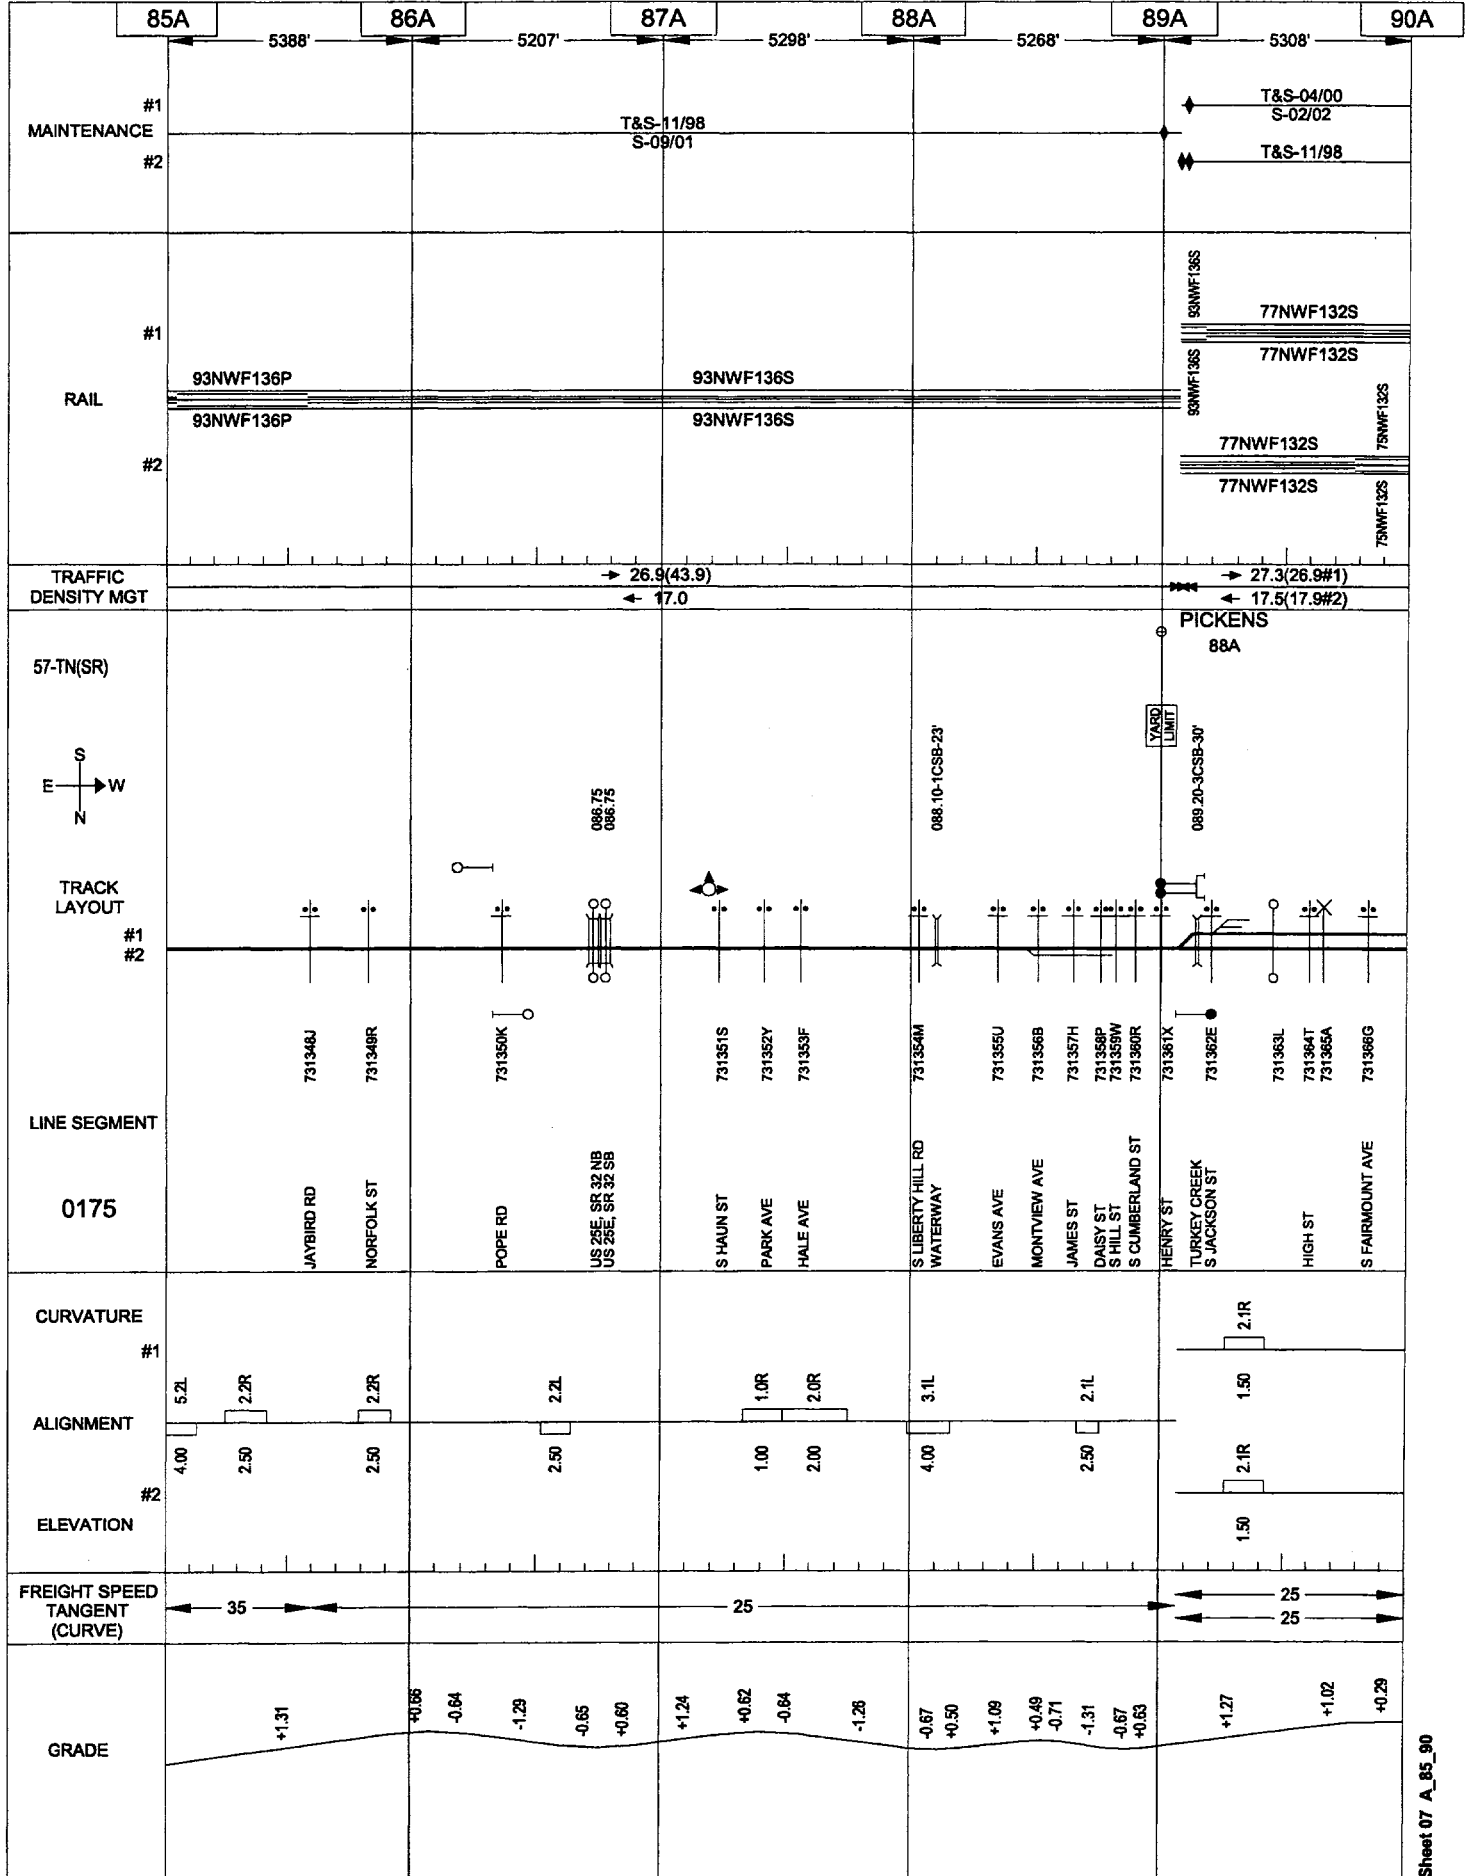 85A 86A 87A 88A 89A 90A
5388' 5207' 5298' 5268' 5308'
#1
MAINTENANCE
#2
T&S-11/98
S-09/01
T&S-04/00
S-02/02
T&S-11/98
#1
RAIL
#2
93NWF136P
93NWF136P
93NWF136S
93NWF136S
93NWF136S
93NWF136S
77NWF132S
77NWF132S
77NWF132S
77NWF132S
75NWF132S
75NWF132S
TRAFFIC
DENSITY MGT
→ 26.9(43.9)
← 17.0
→ 27.3(26.9#1)
← 17.5(17.9#2)
PICKENS
88A
57-TN(SR)
S
E W
N
YARD
LIMIT
086.75
086.75
088.10-1CSB-23'
089.20-3CSB-30'
TRACK
LAYOUT
#1
#2
731348J
731349R
731350K
731351S
731352Y
731353F
731354M
731355U
731356B
731357H
731358P
731359W
731360R
731361X
731362E
731363L
731364T
731365A
731366G
LINE SEGMENT
0175
JAYBIRD RD
NORFOLK ST
POPE RD
US 25E, SR 32 NB
US 25E, SR 32 SB
S HAUN ST
PARK AVE
HALE AVE
S LIBERTY HILL RD
WATERWAY
EVANS AVE
MONTVIEW AVE
JAMES ST
DAISY ST
S HILL ST
S CUMBERLAND ST
HENRY ST
TURKEY CREEK
S JACKSON ST
HIGH ST
S FAIRMOUNT AVE
CURVATURE
#1
2.1R
1.50
ALIGNMENT
5.2L 2.2R 2.2R 2.2L 1.0R 2.0R 3.1L 2.1L
4.00 2.50 2.50 2.50 1.00 2.00 4.00 2.50
#2
2.1R
1.50
ELEVATION
FREIGHT SPEED
TANGENT
(CURVE)
35 25
25
25
GRADE
+1.31 +0.66 -0.64 -1.29 -0.65 +0.60 +1.24 +0.62 -0.64 -1.26 -0.67 +0.50 +1.09 +0.49 -0.71 -1.31 -0.67 +0.63 +1.27 +1.02 +0.29
Sheet 07 A_85_90